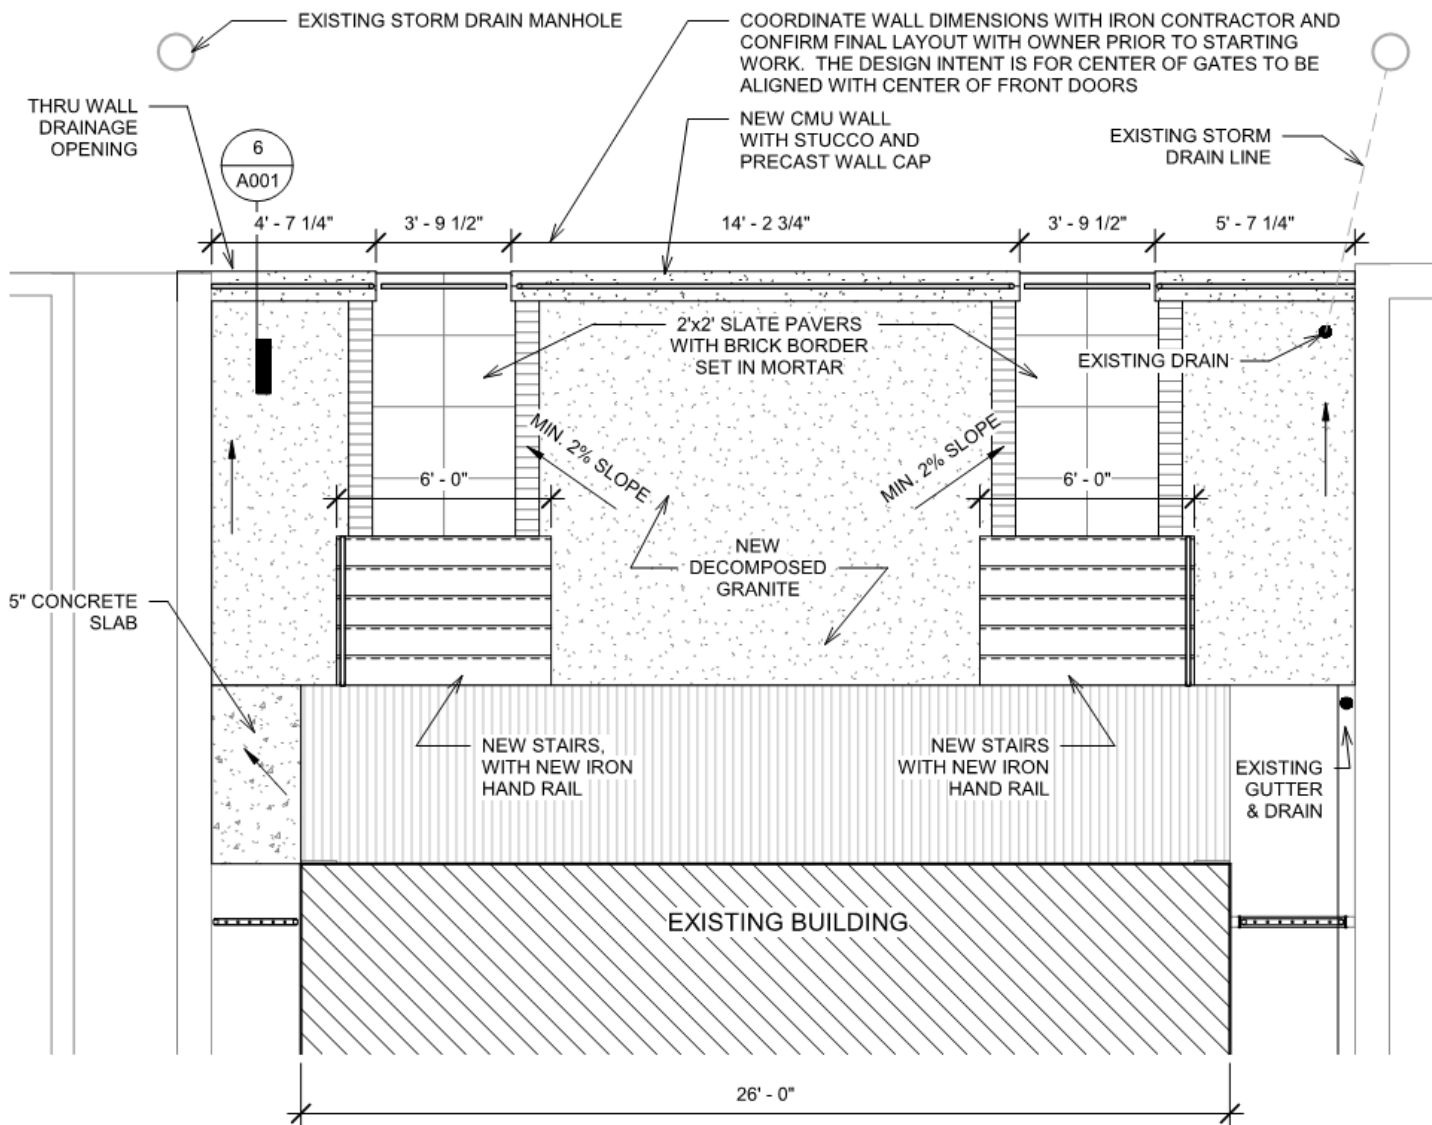 EXISTING STORM DRAIN MANHOLE
COORDINATE WALL DIMENSIONS WITH IRON CONTRACTOR AND
CONFIRM FINAL LAYOUT WITH OWNER PRIOR TO STARTING
WORK. THE DESIGN INTENT IS FOR CENTER OF GATES TO BE
ALIGNED WITH CENTER OF FRONT DOORS
THRU WALL
DRAINAGE
OPENING
NEW CMU WALL
WITH STUCCO AND
PRECAST WALL CAP
EXISTING STORM
DRAIN LINE
6
A001
4' - 7 1/4"
3' - 9 1/2"
14' - 2 3/4"
3' - 9 1/2"
5' - 7 1/4"
2'x2' SLATE PAVERS
WITH BRICK BORDER
SET IN MORTAR
EXISTING DRAIN
MIN. 2% SLOPE
MIN. 2% SLOPE
6' - 0"
6' - 0"
NEW
DECOMPOSED
GRANITE
5" CONCRETE
SLAB
NEW STAIRS,
WITH NEW IRON
HAND RAIL
NEW STAIRS
WITH NEW IRON
HAND RAIL
EXISTING
GUTTER
& DRAIN
EXISTING BUILDING
26' - 0"